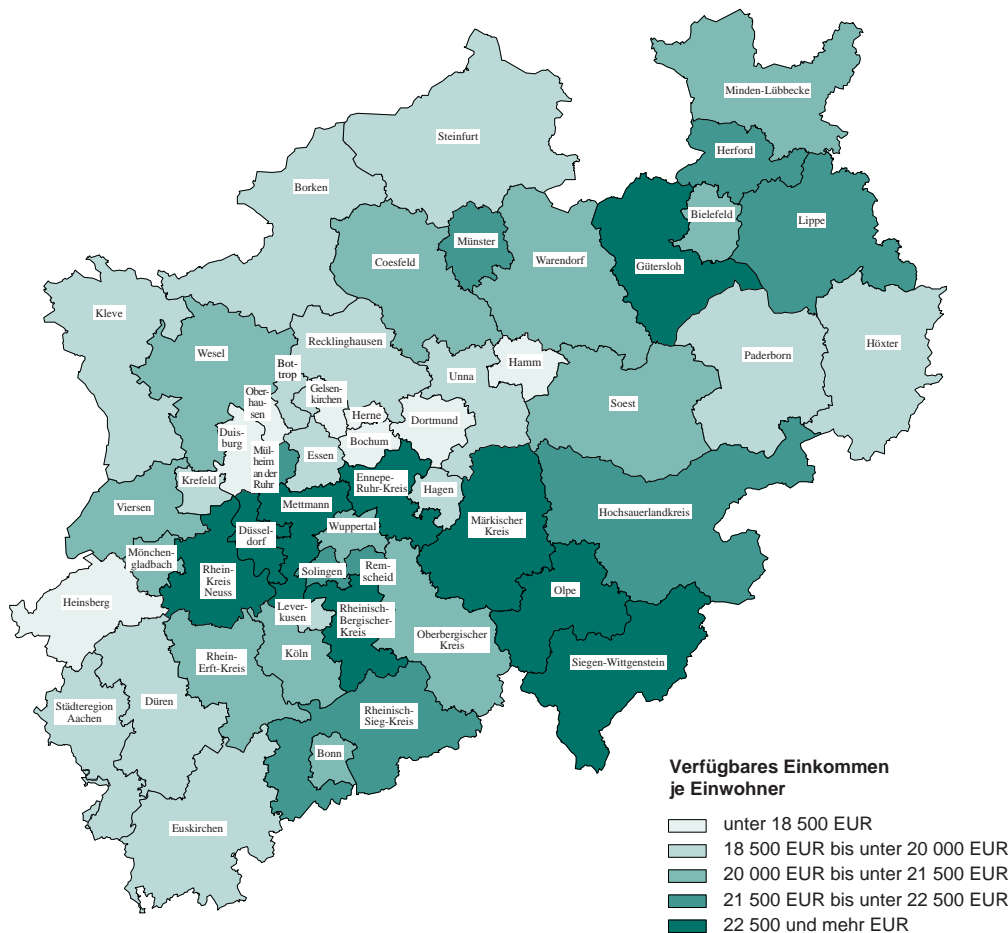 Minden-Lübbecke
Steinfurt
Herford
Borken
Bielefeld
Lippe
Münster
Coesfeld
Warendorf
Gütersloh
Kleve
Recklinghausen
Höxter
Wesel
Paderborn
Hamm
Bot-
trop
Unna
Gelsen-
kirchen
Ober-
hau-
sen
Soest
Herne
Dortmund
Duis-
burg
Bochum
Essen
Mül-
heim
an der
Ruhr
Ennepe-
Ruhr-Kreis
Krefeld
Hagen
Viersen
Mettmann
Hochsauerlandkreis
Märkischer
Kreis
Wuppertal
Düssel-
dorf
Mönchen-
gladbach
Rhein-
Kreis
Neuss
Solingen
Rem-
scheid
Olpe
Heinsberg
Lever-
kusen
Rheinisch-
Bergischer-
Kreis
Oberbergischer
Kreis
Köln
Rhein-
Erft-Kreis
Siegen-Wittgenstein
Düren
Städteregion
Aachen
Rheinisch-
Sieg-Kreis
Bonn
Euskirchen
Verfügbares Einkommen
je Einwohner
unter 18 500 EUR
18 500 EUR bis unter 20 000 EUR
20 000 EUR bis unter 21 500 EUR
21 500 EUR bis unter 22 500 EUR
22 500 und mehr EUR